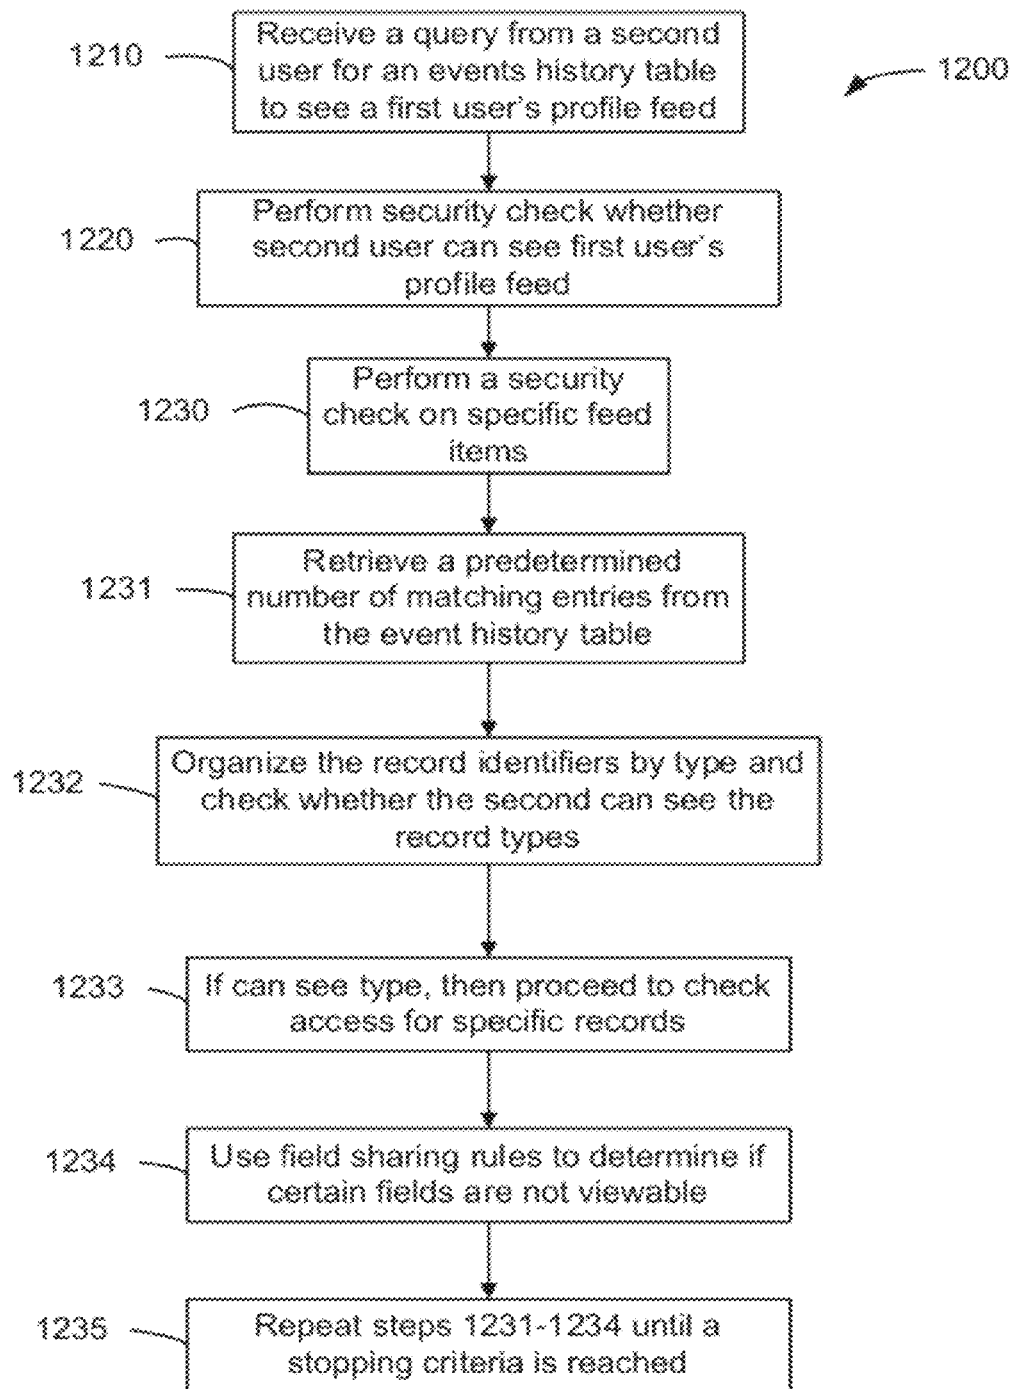 1210
Receive a query from a second
user for an events history table
to see a first user's profile feed
1200
1220
Perform security check whether
second user can see first user's
profile feed
1230
Perform a security
check on specific feed
items
1231
Retrieve a predetermined
number of matching entries from
the event history table
1232
Organize the record identifiers by type and
check whether the second can see the
record types
1233
If can see type, then proceed to check
access for specific records
1234
Use field sharing rules to determine if
certain fields are not viewable
1235
Repeat steps 1231-1234 until a
stopping criteria is reached